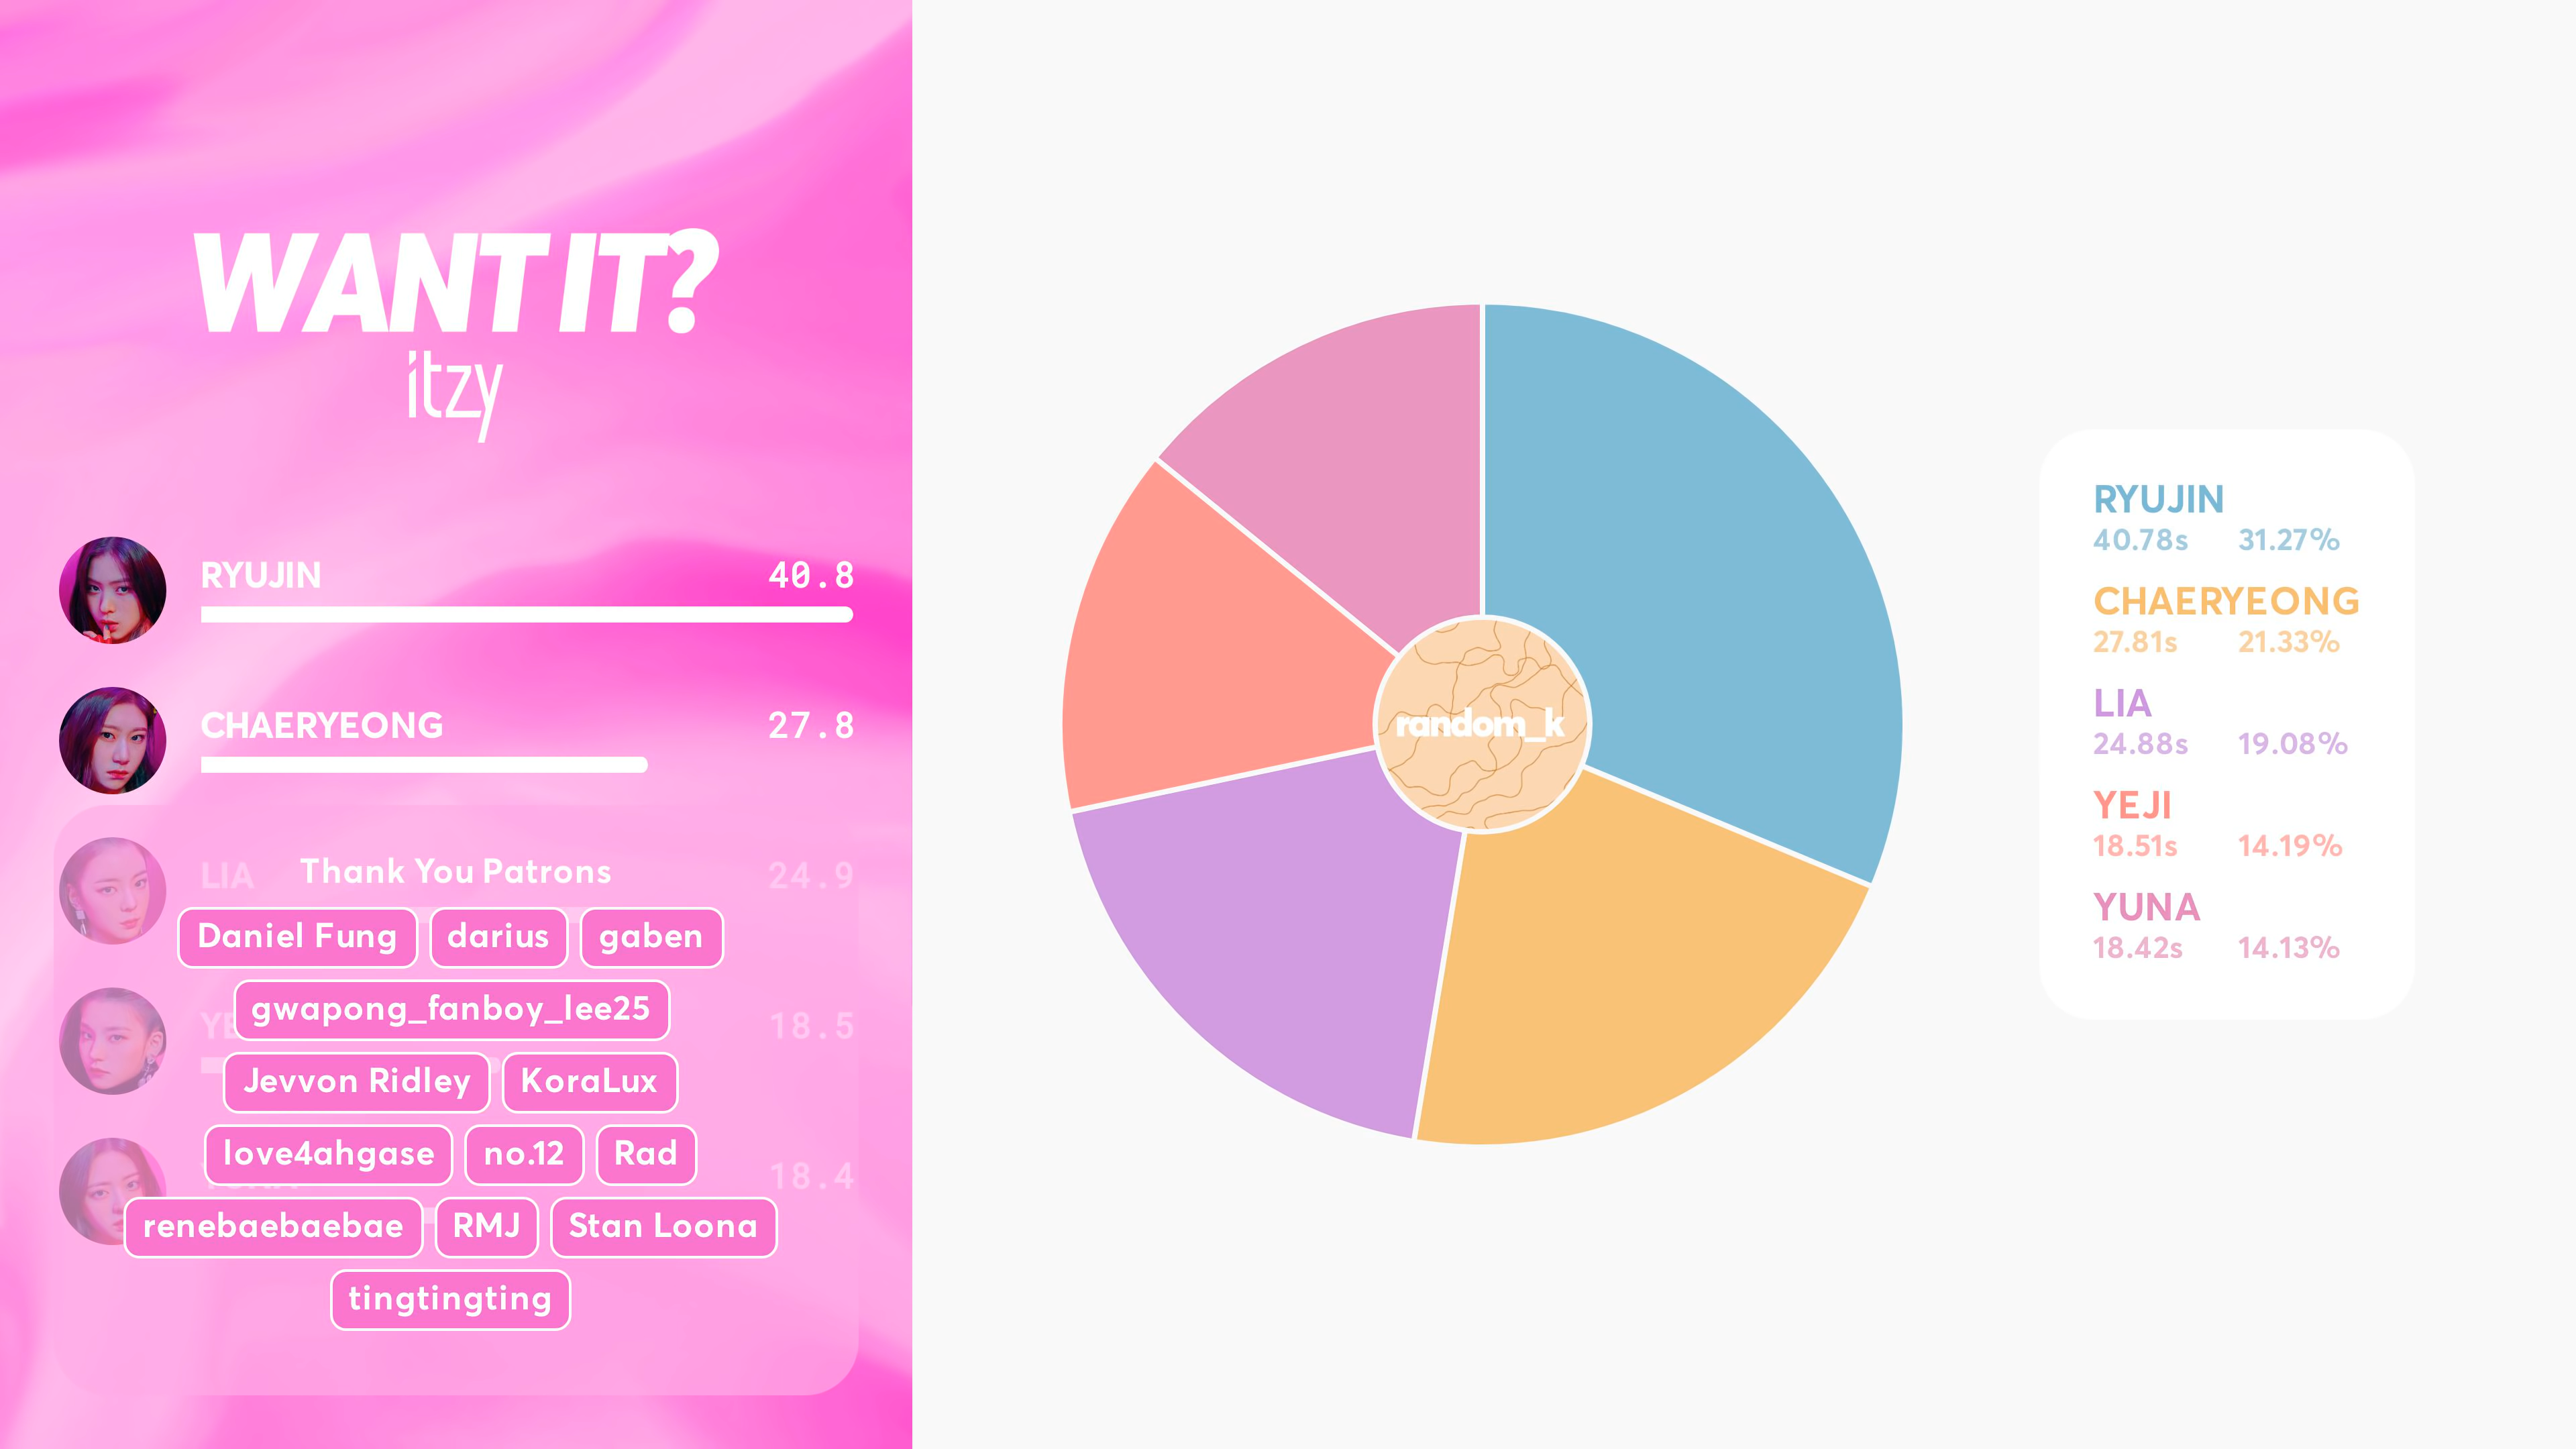 WANT IT?
itzy
RYUJIN 40.8
CHAERYEONG 27.8
LIA 24.9
Thank You Patrons
Daniel Fung darius gaben
gwapong_fanboy_lee25
YE 18.5
Jevvon Ridley KoraLux
love4ahgase no.12 Rad
18.4
renebaebaebae RMJ Stan Loona
tingtingting
random_k
RYUJIN
40.78s 31.27%
CHAERYEONG
27.81s 21.33%
LIA
24.88s 19.08%
YEJI
18.51s 14.19%
YUNA
18.42s 14.13%